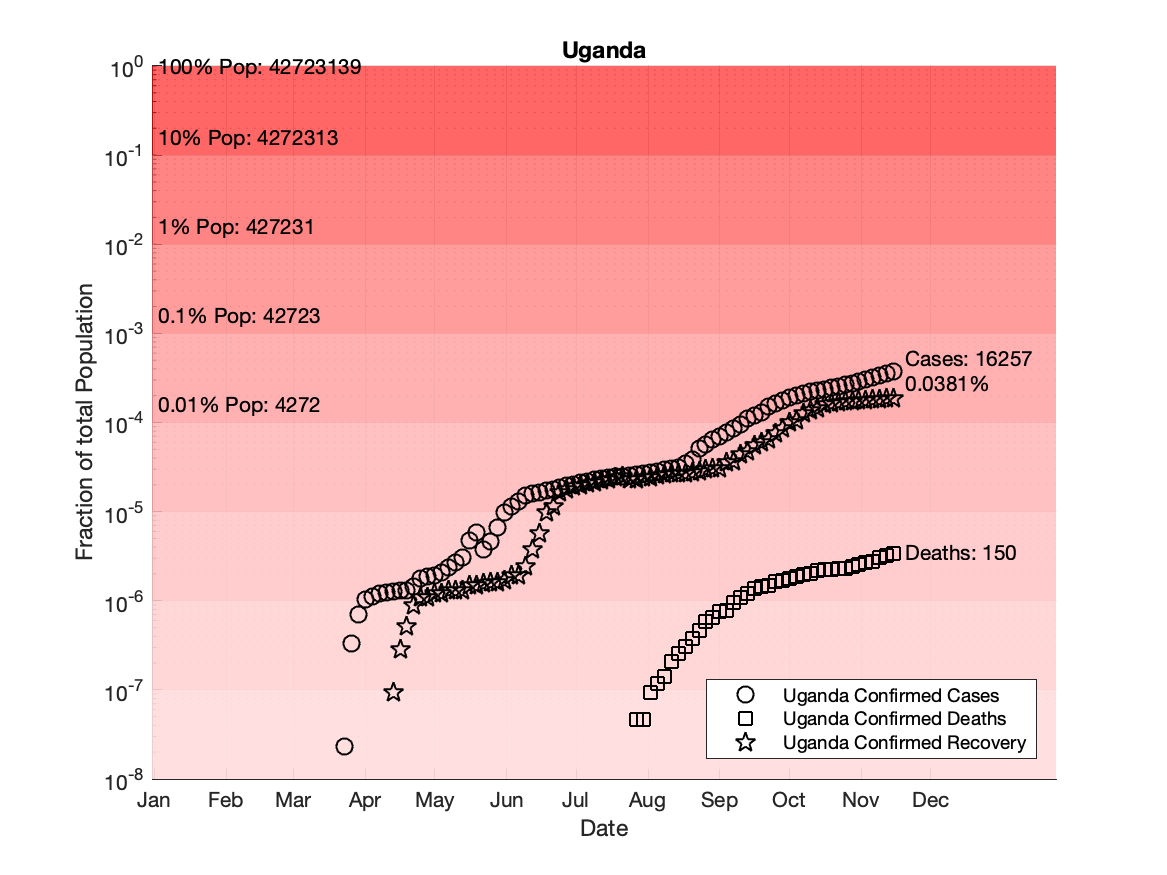 Uganda
10^0
100% Pop: 42723139
10% Pop: 4272313
10^-1
1% Pop: 427231
10^-2
0.1% Pop: 42723
10^-3
Cases: 16257
0.0381%
0.01% Pop: 4272
10^-4
10^-5
Deaths: 150
10^-6
10^-7
10^-8
Fraction of total Population
Uganda Confirmed Cases
Uganda Confirmed Deaths
Uganda Confirmed Recovery
Jan Feb Mar Apr May Jun Jul Aug Sep Oct Nov Dec
Date